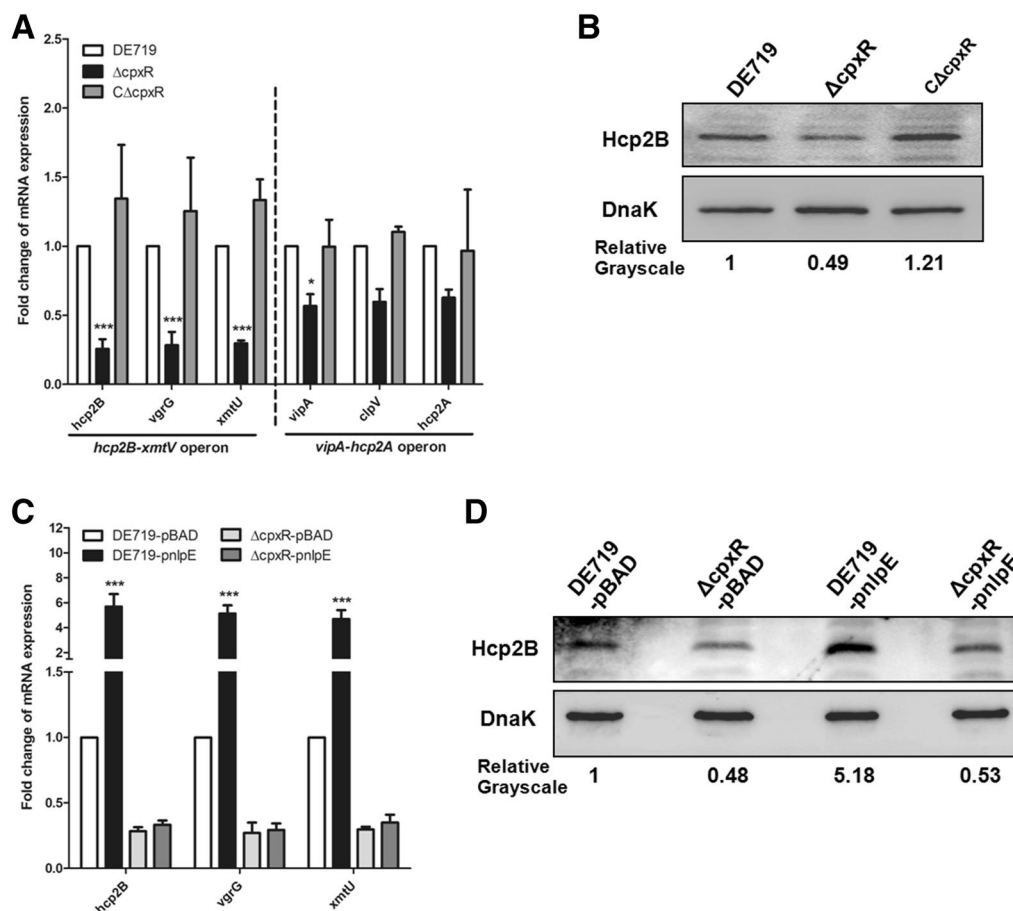 A
DE719
ΔcpxR
CΔcpxR
Fold change of mRNA expression
2.5
2.0
1.5
1.0
0.5
0.0
***
***
***
*
hcp2B
vgrG
xmtU
vipA
clpV
hcp2A
hcp2B-xmtV operon
vipA-hcp2A operon
B
DE719
ΔcpxR
CΔcpxR
Hcp2B
DnaK
Relative
Grayscale
1
0.49
1.21
C
DE719-pBAD
ΔcpxR-pBAD
DE719-pnlpE
ΔcpxR-pnlpE
Fold change of mRNA expression
12
10
8
6
4
2
1.5
1.0
0.5
0.0
***
***
***
hcp2B
vgrG
xmtU
D
DE719
-pBAD
ΔcpxR
-pBAD
DE719
-pnlpE
ΔcpxR
-pnlpE
Hcp2B
DnaK
Relative
Grayscale
1
0.48
5.18
0.53